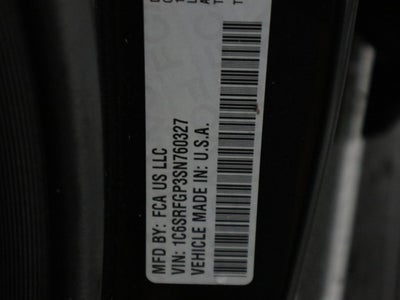 MFD BY: FCA US LLC
VIN: 1C6SRFGP3SN760327
VEHICLE MADE IN: U.S.A.